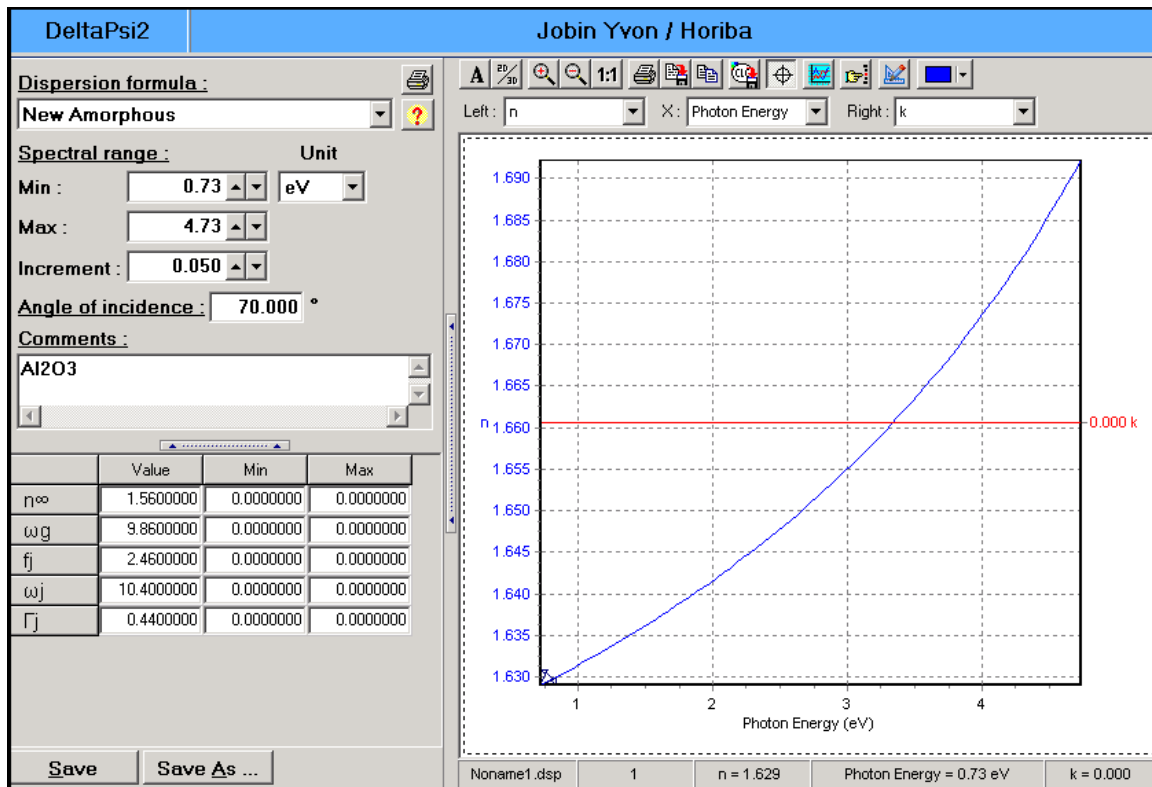 DeltaPsi2
Jobin Yvon / Horiba
Dispersion formula :
New Amorphous
?
Spectral range :
Unit
Min :
0.73
eV
Max :
4.73
Increment :
0.050
Angle of incidence :
70.000
°
Comments :
Al2O3
Value Min Max
n∞ 1.5600000 0.0000000 0.0000000
ωg 9.8600000 0.0000000 0.0000000
fj 2.4600000 0.0000000 0.0000000
ωj 10.4000000 0.0000000 0.0000000
Γj 0.4400000 0.0000000 0.0000000
Save
Save As ...
A
2D/3D
1:1
Left : n
X : Photon Energy
Right : k
1.690
1.685
1.680
1.675
1.670
1.665
n 1.660
1.655
1.650
1.645
1.640
1.635
1.630
0.000 k
1 2 3 4
Photon Energy (eV)
Noname1.dsp
1
n = 1.629
Photon Energy = 0.73 eV
k = 0.000